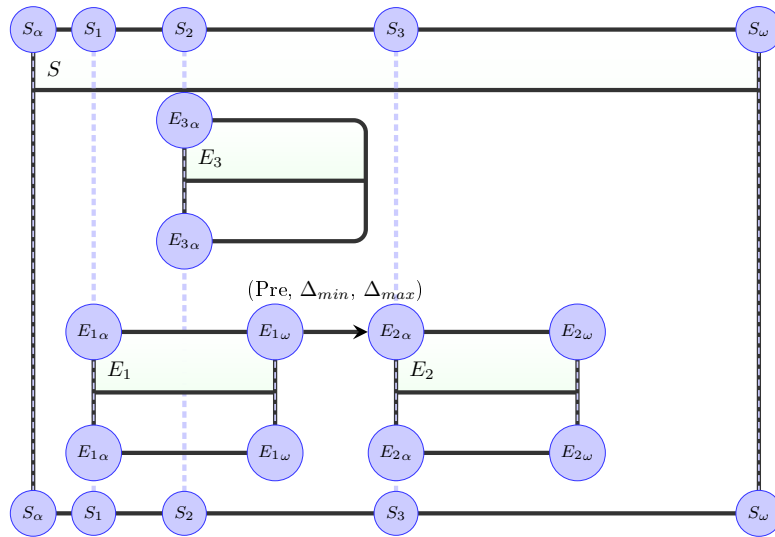 Sα S1 S2 S3 Sω
S
E3α
E3
E3α
(Pre, Δmin, Δmax)
E1α E1ω E2α E2ω
E1 E2
E1α E1ω E2α E2ω
Sα S1 S2 S3 Sω